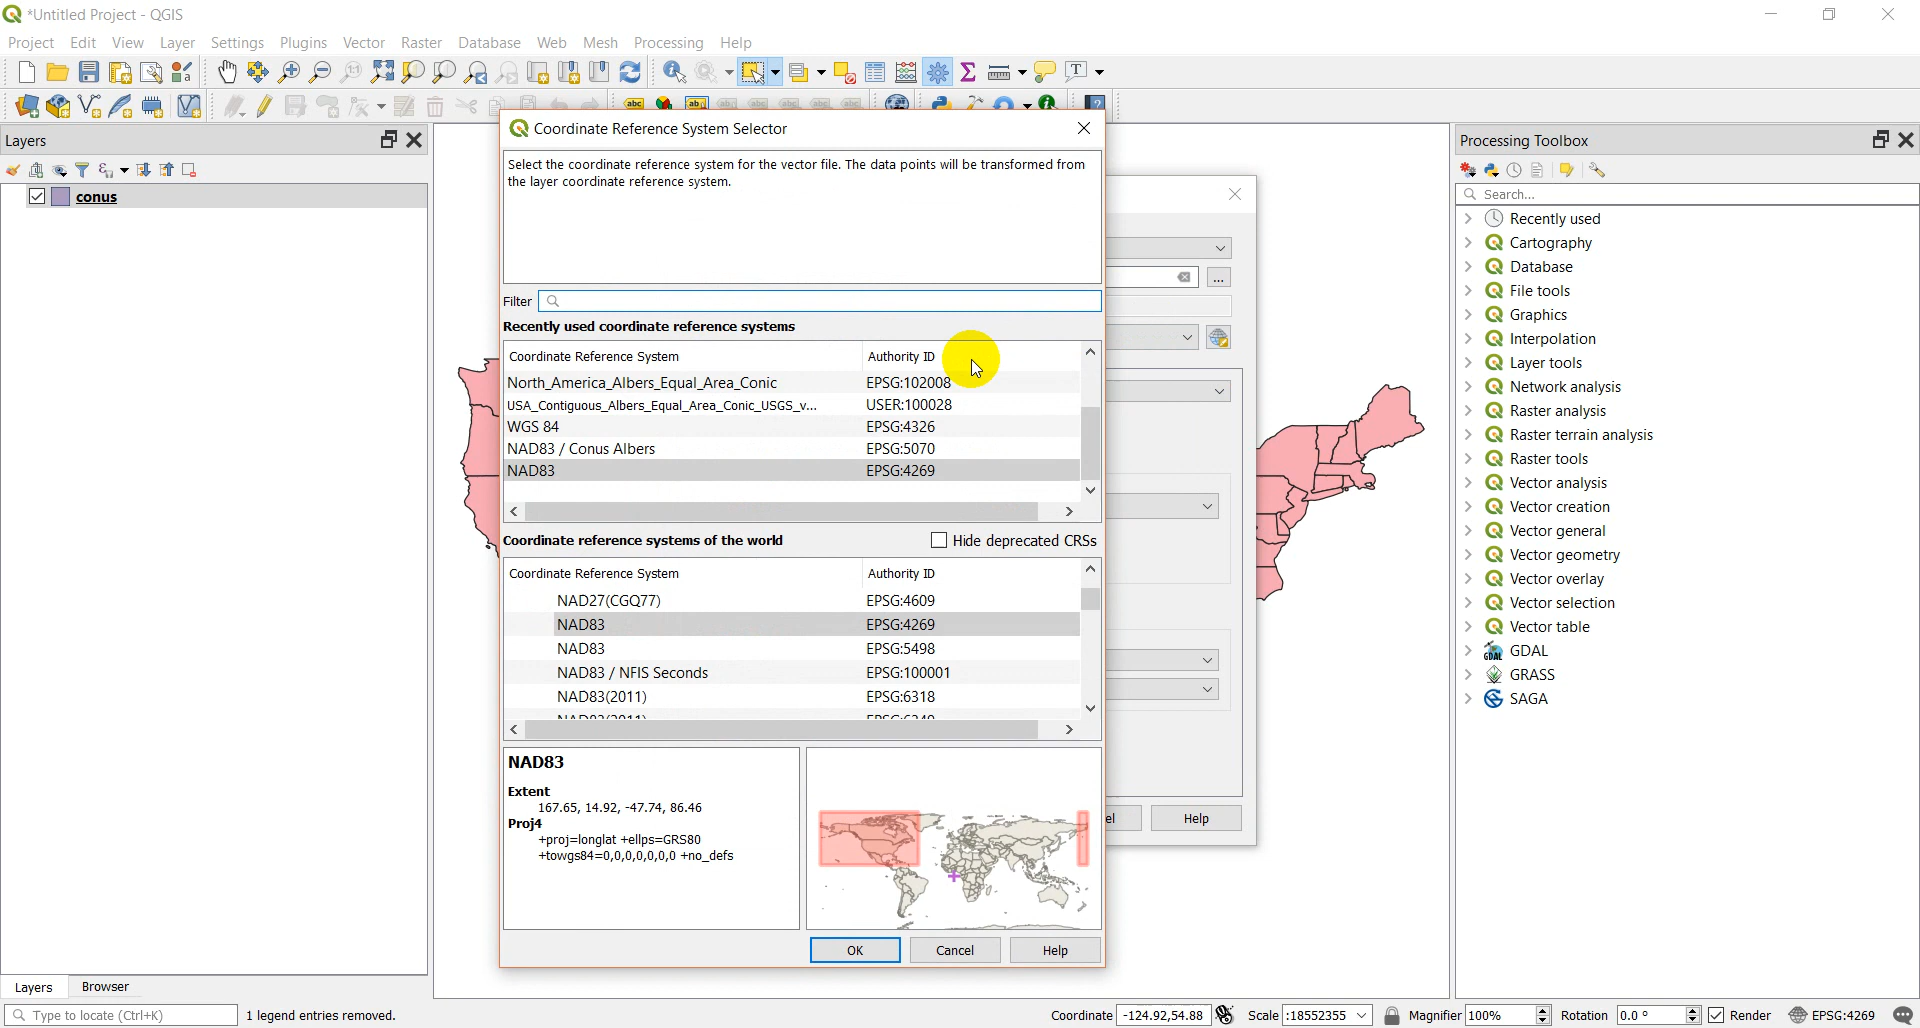 *Untitled Project - QGIS
Project Edit View Layer Settings Plugins Vector Raster Database Web Mesh Processing Help
Layers
conus
Coordinate Reference System Selector
Select the coordinate reference system for the vector file. The data points will be transformed from
the layer coordinate reference system.
Filter
Recently used coordinate reference systems
Coordinate Reference System Authority ID
North_America_Albers_Equal_Area_Conic EPSG:102008
USA_Contiguous_Albers_Equal_Area_Conic_USGS_v... USER:100028
WGS 84 EPSG:4326
NAD83 / Conus Albers EPSG:5070
NAD83 EPSG:4269
Coordinate reference systems of the world Hide deprecated CRSs
Coordinate Reference System Authority ID
NAD27(CGQ77) EPSG:4609
NAD83 EPSG:4269
NAD83 EPSG:5498
NAD83 / NFIS Seconds EPSG:100001
NAD83(2011) EPSG:6318
NAD83
Extent
167.65, 14.92, -47.74, 86.46
Proj4
+proj=longlat +ellps=GRS80
+towgs84=0,0,0,0,0,0,0 +no_defs
OK Cancel Help
...
el Help
Processing Toolbox
Search...
Recently used
Cartography
Database
File tools
Graphics
Interpolation
Layer tools
Network analysis
Raster analysis
Raster terrain analysis
Raster tools
Vector analysis
Vector creation
Vector general
Vector geometry
Vector overlay
Vector selection
Vector table
GDAL
GRASS
SAGA
Layers Browser
Type to locate (Ctrl+K) 1 legend entries removed. Coordinate -124.92,54.88 Scale :18552355 Magnifier 100% Rotation 0.0 ° Render EPSG:4269